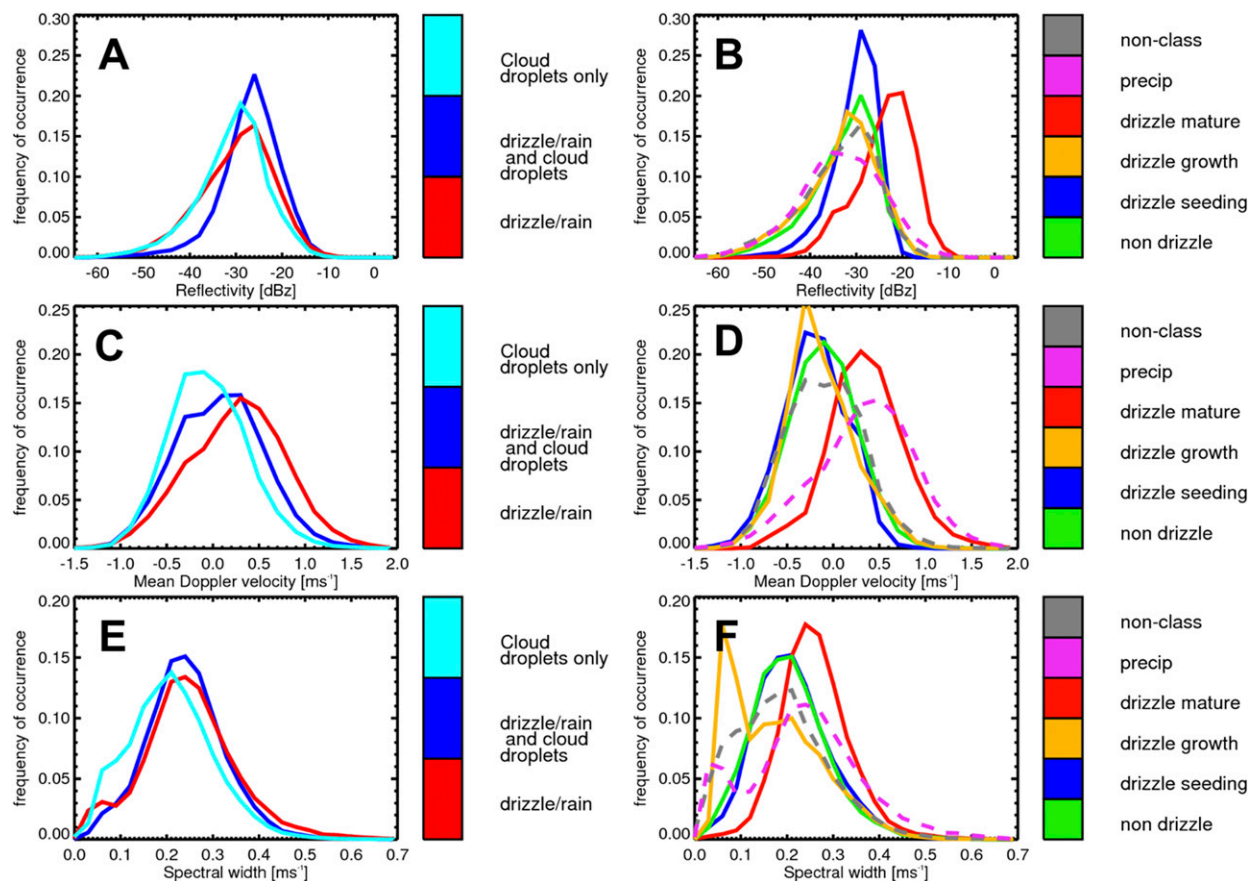 A
0.30
0.25
0.20
0.15
0.10
0.05
0.00
frequency of occurrence
-60 -50 -40 -30 -20 -10 0
Reflectivity [dBz]
Cloud
droplets only
drizzle/rain
and cloud
droplets
drizzle/rain
B
0.30
0.25
0.20
0.15
0.10
0.05
0.00
frequency of occurrence
-60 -50 -40 -30 -20 -10 0
Reflectivity [dBz]
non-class
precip
drizzle mature
drizzle growth
drizzle seeding
non drizzle
C
0.25
0.20
0.15
0.10
0.05
0.00
frequency of occurrence
-1.5 -1.0 -0.5 0.0 0.5 1.0 1.5 2.0
Mean Doppler velocity [ms⁻¹]
Cloud
droplets only
drizzle/rain
and cloud
droplets
drizzle/rain
D
0.25
0.20
0.15
0.10
0.05
0.00
frequency of occurrence
-1.5 -1.0 -0.5 0.0 0.5 1.0 1.5 2.0
Mean Doppler velocity [ms⁻¹]
non-class
precip
drizzle mature
drizzle growth
drizzle seeding
non drizzle
E
0.20
0.15
0.10
0.05
0.00
frequency of occurrence
0.0 0.1 0.2 0.3 0.4 0.5 0.6 0.7
Spectral width [ms⁻¹]
Cloud
droplets only
drizzle/rain
and cloud
droplets
drizzle/rain
F
0.20
0.15
0.10
0.05
0.00
frequency of occurrence
0.0 0.1 0.2 0.3 0.4 0.5 0.6 0.7
Spectral width [ms⁻¹]
non-class
precip
drizzle mature
drizzle growth
drizzle seeding
non drizzle